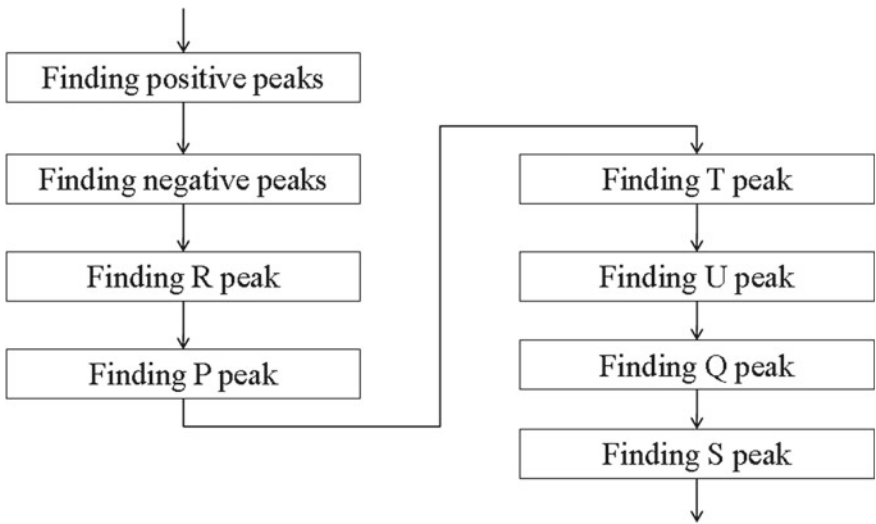 Finding positive peaks
Finding negative peaks
Finding R peak
Finding P peak
Finding T peak
Finding U peak
Finding Q peak
Finding S peak